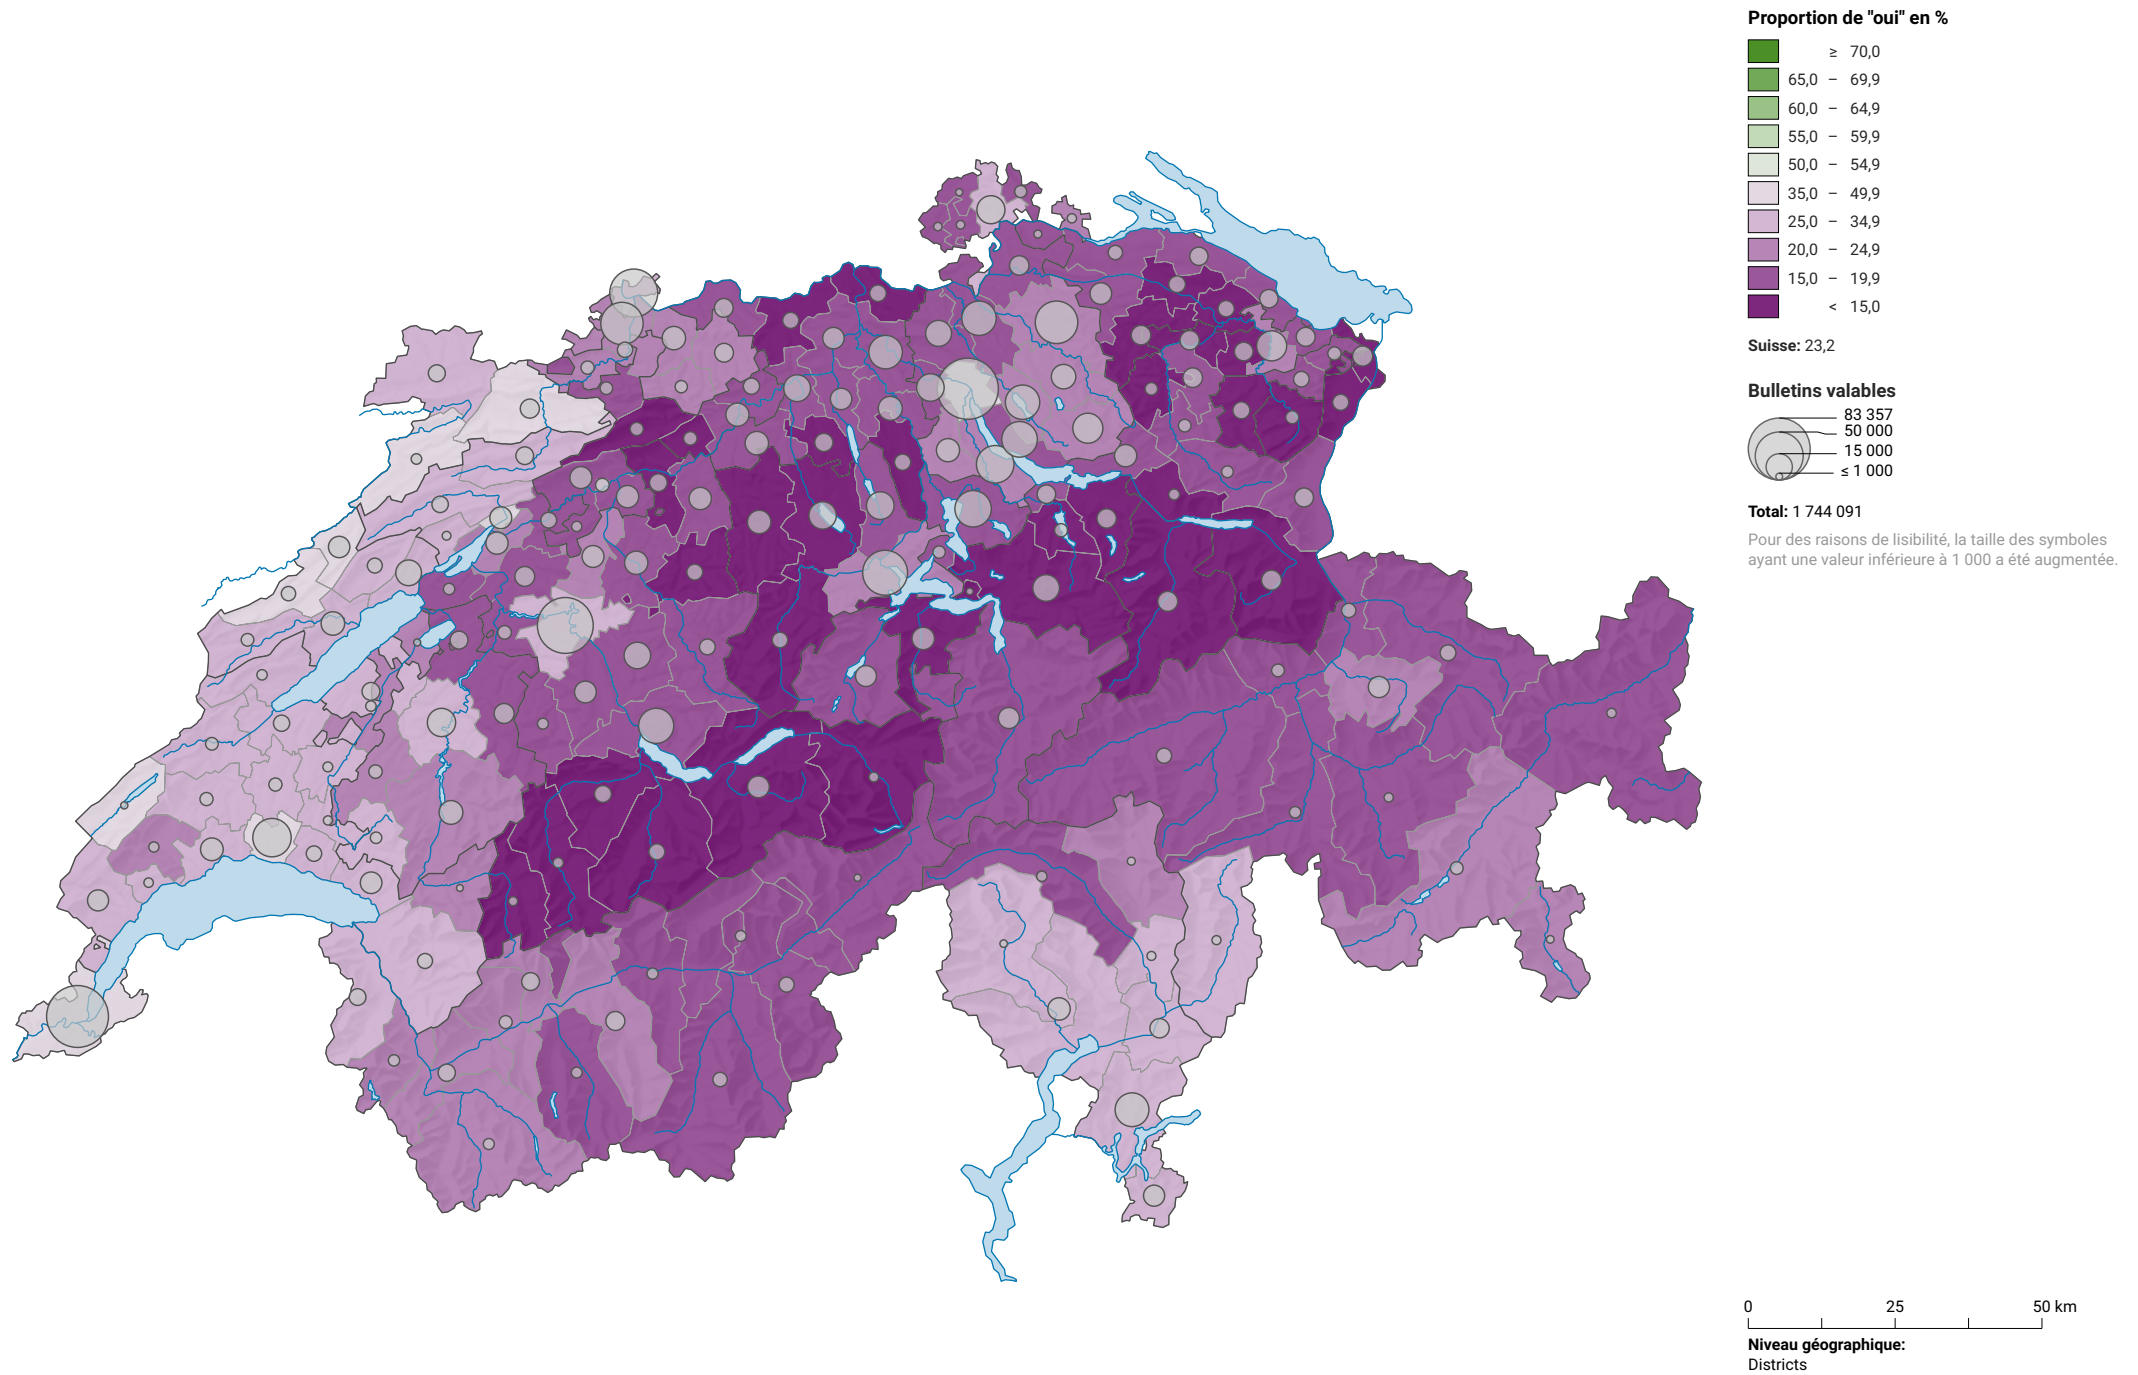 Proportion de "oui" en %
≥ 70,0
65,0 – 69,9
60,0 – 64,9
55,0 – 59,9
50,0 – 54,9
35,0 – 49,9
25,0 – 34,9
20,0 – 24,9
15,0 – 19,9
< 15,0
Suisse: 23,2
Bulletins valables
83 357
50 000
15 000
≤ 1 000
Total: 1 744 091
Pour des raisons de lisibilité, la taille des symboles
ayant une valeur inférieure à 1 000 a été augmentée.
0 25 50 km
Niveau géographique:
Districts